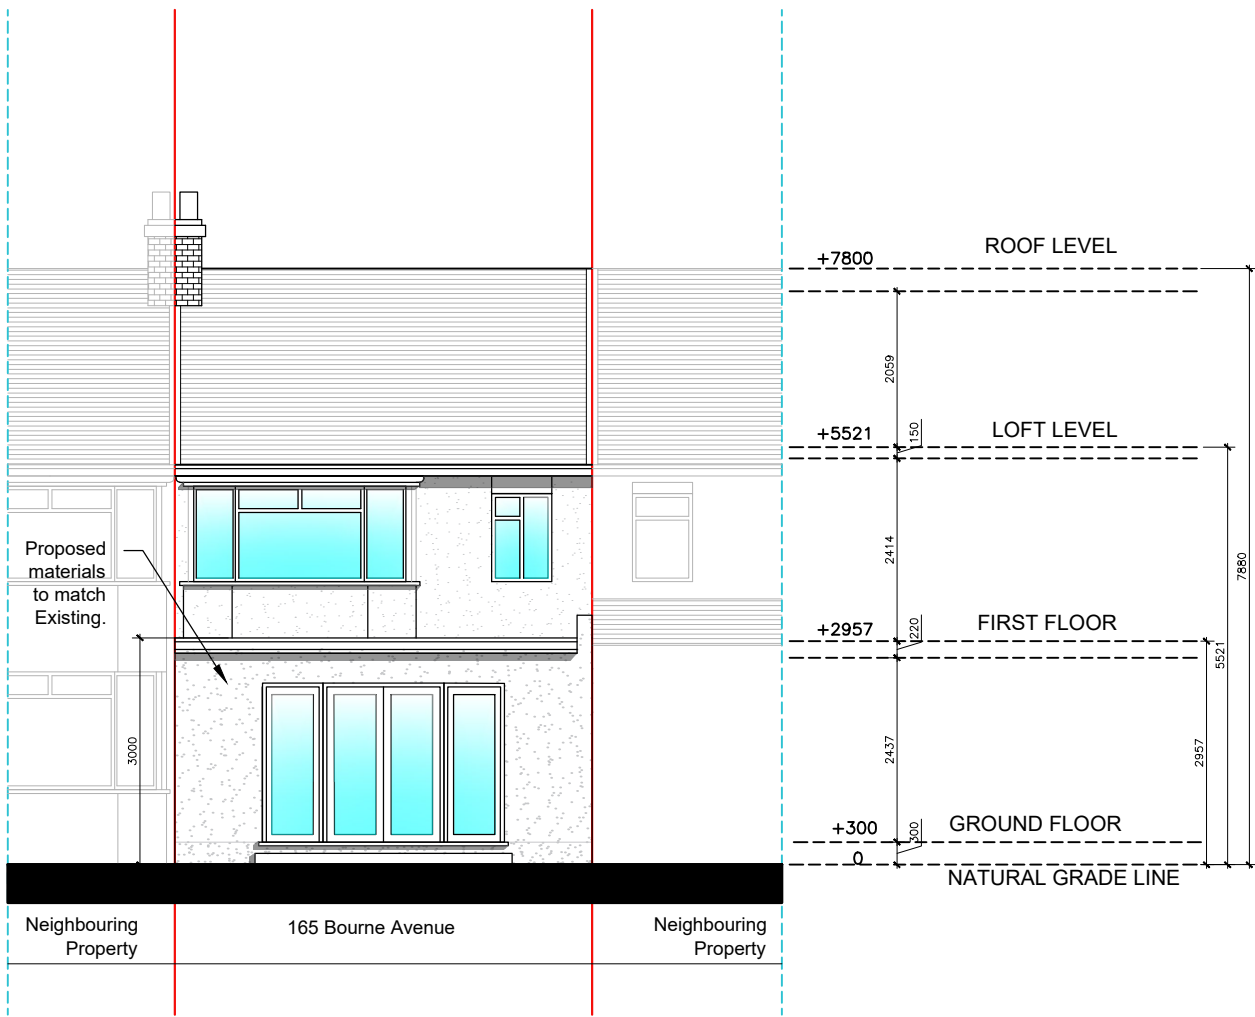 ROOF LEVEL
+7800
2059
+5521
150
LOFT LEVEL
Proposed
materials
to match
Existing.
2414
7880
+2957
220
FIRST FLOOR
5521
3000
2437
2957
+300
300
GROUND FLOOR
0
NATURAL GRADE LINE
Neighbouring
Property
165 Bourne Avenue
Neighbouring
Property